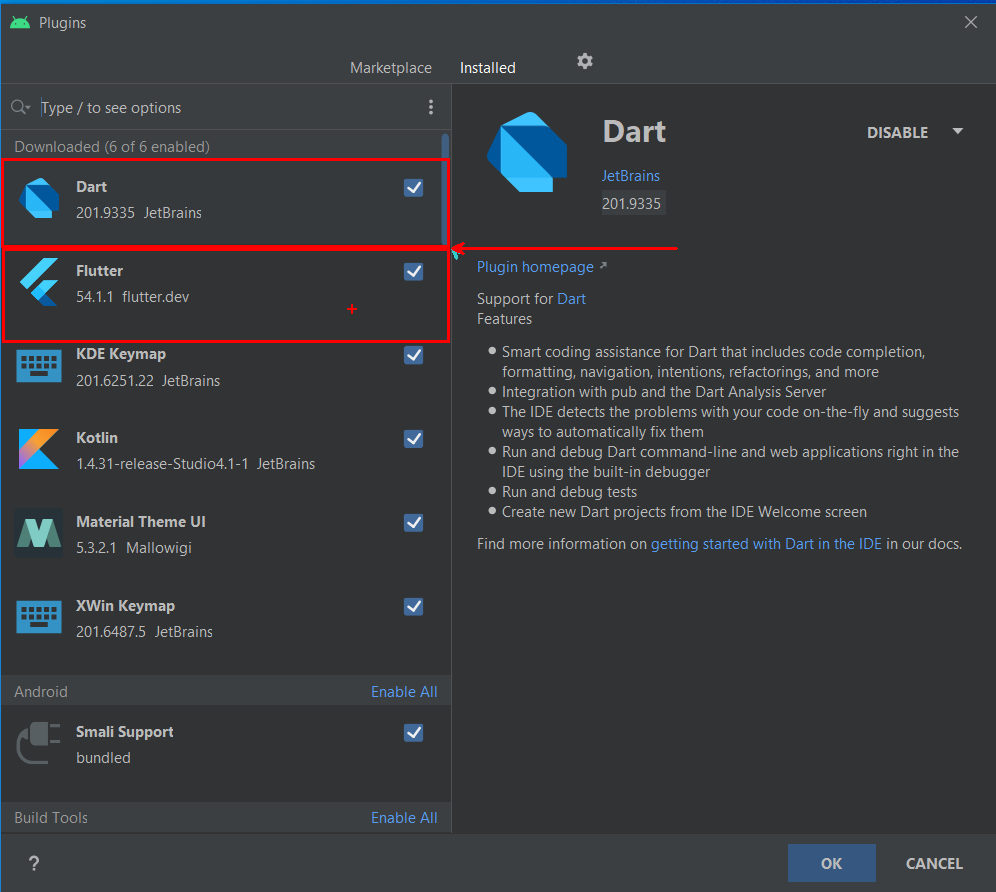 Plugins
Marketplace Installed
Type / to see options
Downloaded (6 of 6 enabled)
Dart
201.9335 JetBrains
Flutter
54.1.1 flutter.dev
KDE Keymap
201.6251.22 JetBrains
Kotlin
1.4.31-release-Studio4.1-1 JetBrains
Material Theme UI
5.3.2.1 Mallowigi
XWin Keymap
201.6487.5 JetBrains
Android Enable All
Smali Support
bundled
Build Tools Enable All
Dart
DISABLE
JetBrains
201.9335
Plugin homepage ↗
Support for Dart
Features
• Smart coding assistance for Dart that includes code completion,
formatting, navigation, intentions, refactorings, and more
• Integration with pub and the Dart Analysis Server
• The IDE detects the problems with your code on-the-fly and suggests
ways to automatically fix them
• Run and debug Dart command-line and web applications right in the
IDE using the built-in debugger
• Run and debug tests
• Create new Dart projects from the IDE Welcome screen
Find more information on getting started with Dart in the IDE in our docs.
?
OK CANCEL